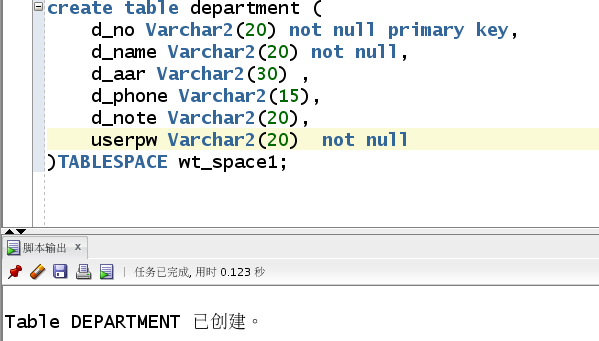 create table department (
    d_no Varchar2(20) not null primary key,
    d_name Varchar2(20) not null,
    d_aar Varchar2(30) ,
    d_phone Varchar2(15),
    d_note Varchar2(20),
    userpw Varchar2(20)  not null
)TABLESPACE wt_space1;
脚本输出 x
任务已完成, 用时 0.123 秒
Table DEPARTMENT 已创建。